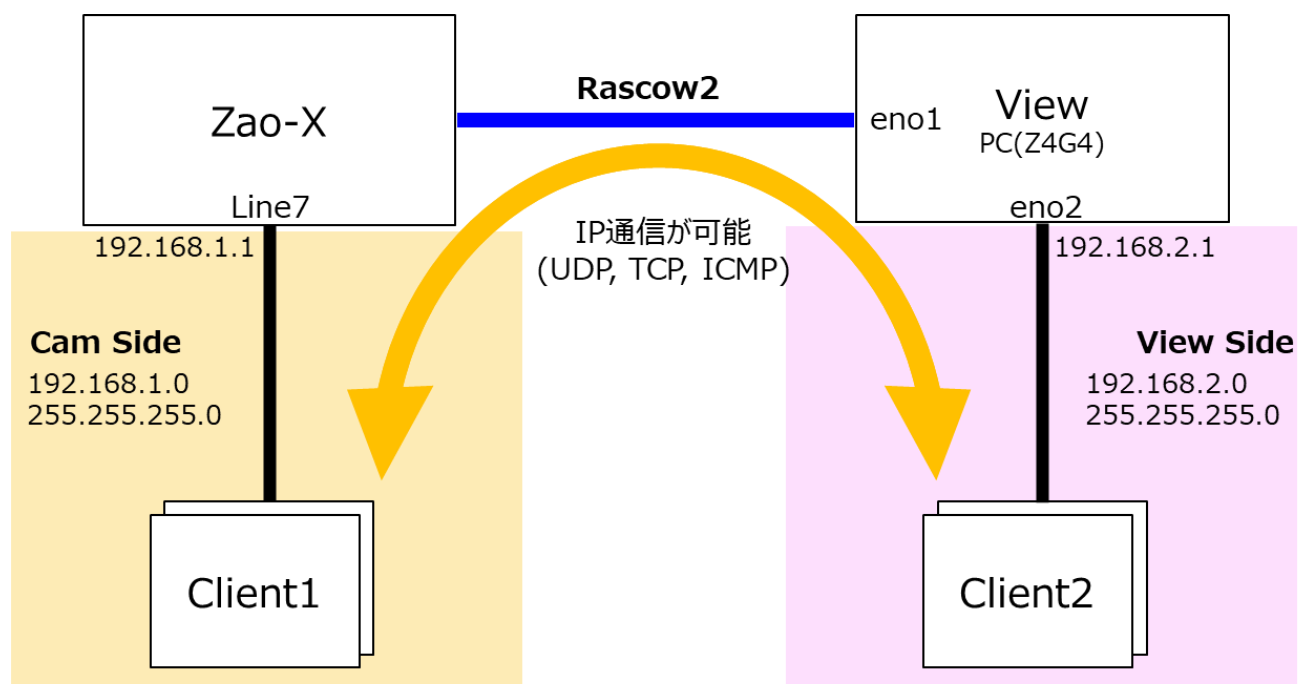 Rascow2
Zao-X
View
PC(Z4G4)
eno1
Line7
eno2
192.168.1.1
192.168.2.1
IP通信が可能
(UDP, TCP, ICMP)
Cam Side
192.168.1.0
255.255.255.0
View Side
192.168.2.0
255.255.255.0
Client1
Client2